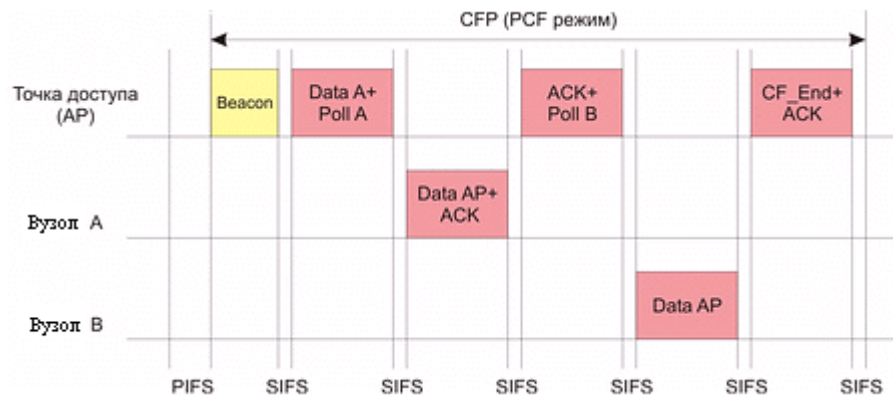 CFP (PCF режим)
Точка доступа
(AP)
Beacon
Data A+
Poll A
ACK+
Poll B
CF_End+
ACK
Вузол A
Data AP+
ACK
Вузол B
Data AP
PIFS SIFS SIFS SIFS SIFS SIFS SIFS